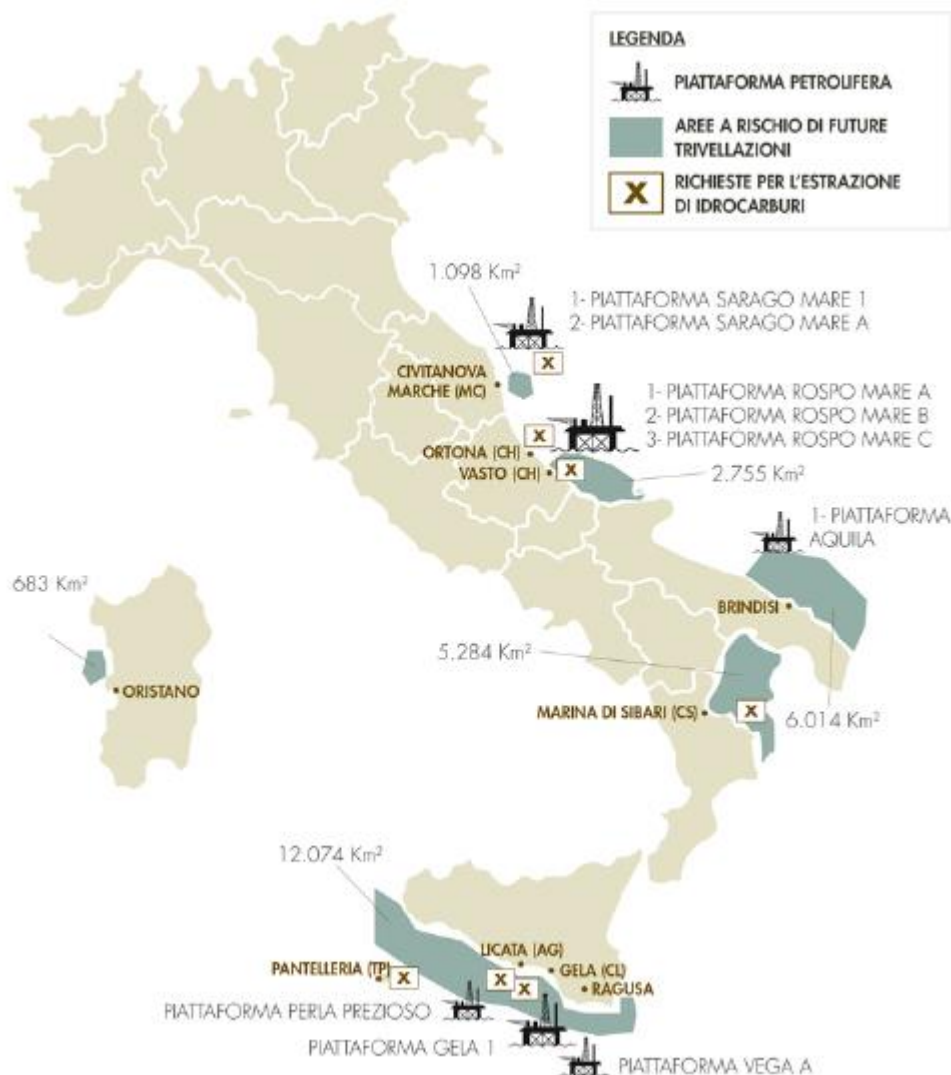 LEGENDA
PIATTAFORMA PETROLIFERA
AREE A RISCHIO DI FUTURE
TRIVELLAZIONI
X
RICHIESTE PER L'ESTRAZIONE
DI IDROCARBURI
1.098 Km²
1- PIATTAFORMA SARAGO MARE 1
2- PIATTAFORMA SARAGO MARE A
X
CIVITANOVA
MARCHE (MC)
1- PIATTAFORMA ROSPO MARE A
2- PIATTAFORMA ROSPO MARE B
3- PIATTAFORMA ROSPO MARE C
X
ORTONA (CH)
VASTO (CH)
X
2.755 Km²
1- PIATTAFORMA
AQUILA
683 Km²
BRINDISI
5.284 Km²
ORISTANO
MARINA DI SIBARI (CS)
X
6.014 Km²
12.074 Km²
LICATA (AG)
PANTELLERIA (TP)
X
X
X
GELA (CL)
RAGUSA
PIATTAFORMA PERLA PREZIOSO
PIATTAFORMA GELA 1
PIATTAFORMA VEGA A